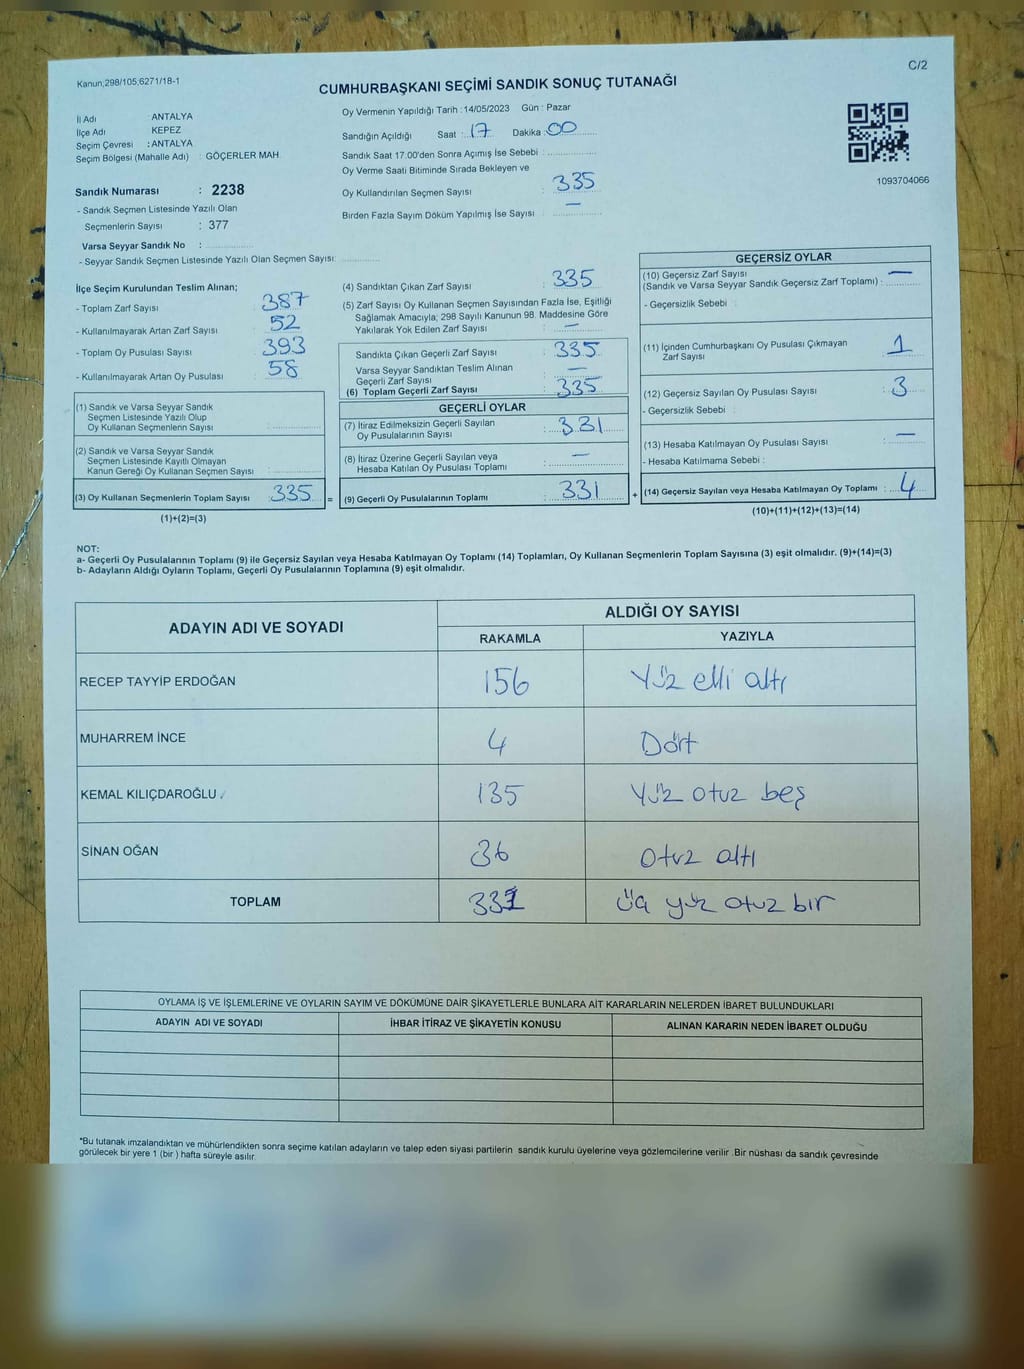 Kanun;298/105;6271/18-1
C/2
CUMHURBAŞKANI SEÇİMİ SANDIK SONUÇ TUTANAĞI
İl Adı : ANTALYA
İlçe Adı : KEPEZ
Seçim Çevresi : ANTALYA
Seçim Bölgesi (Mahalle Adı) : GÖÇERLER MAH.
Sandık Numarası : 2238
- Sandık Seçmen Listesinde Yazılı Olan
Seçmenlerin Sayısı : 377
Varsa Seyyar Sandık No :
- Seyyar Sandık Seçmen Listesinde Yazılı Olan Seçmen Sayısı:
Oy Vermenin Yapıldığı Tarih : 14/05/2023 Gün : Pazar
Sandığın Açıldığı Saat : 17 Dakika : 00
Sandık Saat 17.00'den Sonra Açımış İse Sebebi :
Oy Verme Saati Bitiminde Sırada Bekleyen ve
Oy Kullandırılan Seçmen Sayısı : 335
Birden Fazla Sayım Döküm Yapılmış İse Sayısı : —
1093704066
İlçe Seçim Kurulundan Teslim Alınan;
- Toplam Zarf Sayısı : 387
- Kullanılmayarak Artan Zarf Sayısı : 52
- Toplam Oy Pusulası Sayısı : 393
- Kullanılmayarak Artan Oy Pusulası : 58
(1) Sandık ve Varsa Seyyar Sandık
Seçmen Listesinde Yazılı Olup
Oy Kullanan Seçmenlerin Sayısı :
(2) Sandık ve Varsa Seyyar Sandık
Seçmen Listesinde Kayıtlı Olmayan
Kanun Gereği Oy Kullanan Seçmen Sayısı :
(3) Oy Kullanan Seçmenlerin Toplam Sayısı : 335 =
(1)+(2)=(3)
(4) Sandıktan Çıkan Zarf Sayısı : 335
(5) Zarf Sayısı Oy Kullanan Seçmen Sayısından Fazla İse, Eşitliği
Sağlamak Amacıyla; 298 Sayılı Kanunun 98. Maddesine Göre
Yakılarak Yok Edilen Zarf Sayısı : —
Sandıkta Çıkan Geçerli Zarf Sayısı : 335
Varsa Seyyar Sandıktan Teslim Alınan
Geçerli Zarf Sayısı : —
(6) Toplam Geçerli Zarf Sayısı : 335
GEÇERLİ OYLAR
(7) İtiraz Edilmeksizin Geçerli Sayılan
Oy Pusulalarının Sayısı : 331
(8) İtiraz Üzerine Geçerli Sayılan veya
Hesaba Katılan Oy Pusulası Toplamı : —
(9) Geçerli Oy Pusulalarının Toplamı : 331 +
GEÇERSİZ OYLAR
(10) Geçersiz Zarf Sayısı
(Sandık ve Varsa Seyyar Sandık Geçersiz Zarf Toplamı) : —
- Geçersizlik Sebebi :
(11) İçinden Cumhurbaşkanı Oy Pusulası Çıkmayan
Zarf Sayısı : 1
(12) Geçersiz Sayılan Oy Pusulası Sayısı : 3
- Geçersizlik Sebebi :
(13) Hesaba Katılmayan Oy Pusulası Sayısı : —
- Hesaba Katılmama Sebebi :
(14) Geçersiz Sayılan veya Hesaba Katılmayan Oy Toplamı : 4
(10)+(11)+(12)+(13)=(14)
NOT:
a- Geçerli Oy Pusulalarının Toplamı (9) ile Geçersiz Sayılan veya Hesaba Katılmayan Oy Toplamı (14) Toplamları, Oy Kullanan Seçmenlerin Toplam Sayısına (3) eşit olmalıdır. (9)+(14)=(3)
b- Adayların Aldığı Oyların Toplamı, Geçerli Oy Pusulalarının Toplamına (9) eşit olmalıdır.
ADAYIN ADI VE SOYADI ALDIĞI OY SAYISI
RAKAMLA YAZIYLA
RECEP TAYYİP ERDOĞAN 156 Yüz elli altı
MUHARREM İNCE 4 Dört
KEMAL KILIÇDAROĞLU 135 Yüz otuz beş
SİNAN OĞAN 36 Otuz altı
TOPLAM 331 üç yüz otuz bir
OYLAMA İŞ VE İŞLEMLERİNE VE OYLARIN SAYIM VE DÖKÜMÜNE DAİR ŞİKAYETLERLE BUNLARA AİT KARARLARIN NELERDEN İBARET BULUNDUKLARI
ADAYIN ADI VE SOYADI İHBAR İTİRAZ VE ŞİKAYETİN KONUSU ALINAN KARARIN NEDEN İBARET OLDUĞU
*Bu tutanak imzalandıktan ve mühürlendikten sonra seçime katılan adayların ve talep eden siyasi partilerin sandık kurulu üyelerine veya gözlemcilerine verilir .Bir nüshası da sandık çevresinde
görülecek bir yere 1 (bir ) hafta süreyle asılır.